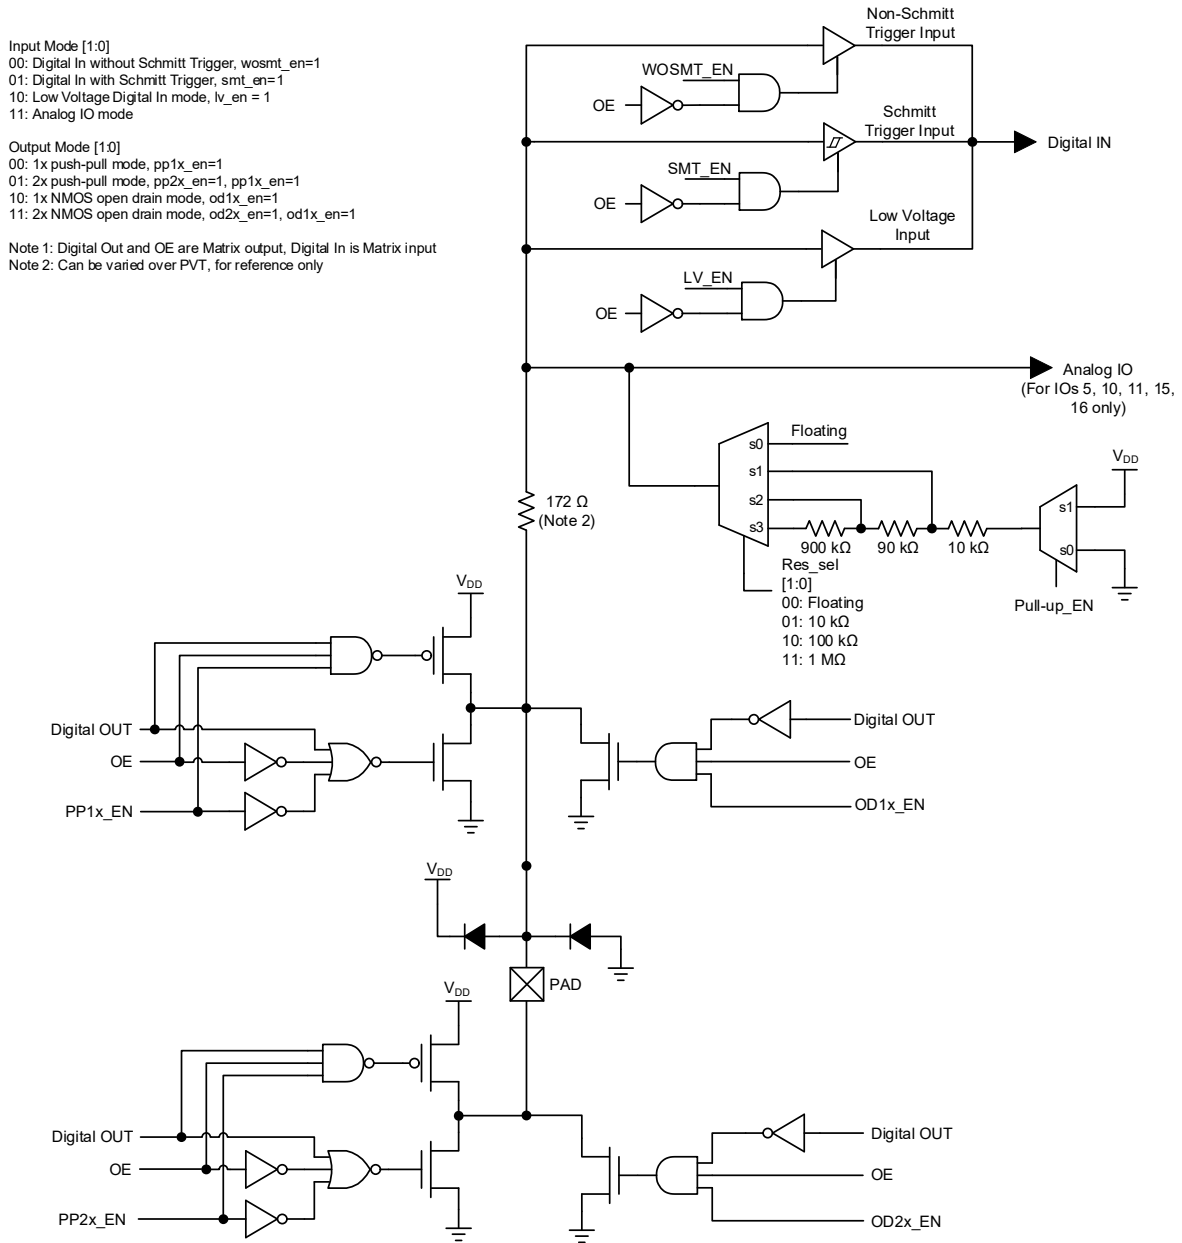 Input Mode [1:0]
00: Digital In without Schmitt Trigger, wosmt_en=1
01: Digital In with Schmitt Trigger, smt_en=1
10: Low Voltage Digital In mode, lv_en = 1
11: Analog IO mode
Output Mode [1:0]
00: 1x push-pull mode, pp1x_en=1
01: 2x push-pull mode, pp2x_en=1, pp1x_en=1
10: 1x NMOS open drain mode, od1x_en=1
11: 2x NMOS open drain mode, od2x_en=1, od1x_en=1
Note 1: Digital Out and OE are Matrix output, Digital In is Matrix input
Note 2: Can be varied over PVT, for reference only
Non-Schmitt
Trigger Input
WOSMT_EN
OE
Schmitt
Trigger Input
Digital IN
SMT_EN
OE
Low Voltage
Input
LV_EN
OE
Analog IO
(For IOs 5, 10, 11, 15,
16 only)
Floating
s0
s1
s2
s3
VDD
s1
s0
172 Ω
(Note 2)
900 kΩ
90 kΩ
10 kΩ
Res_sel
[1:0]
00: Floating
01: 10 kΩ
10: 100 kΩ
11: 1 MΩ
Pull-up_EN
VDD
Digital OUT
OE
PP1x_EN
Digital OUT
OE
OD1x_EN
VDD
PAD
VDD
Digital OUT
OE
PP2x_EN
Digital OUT
OE
OD2x_EN